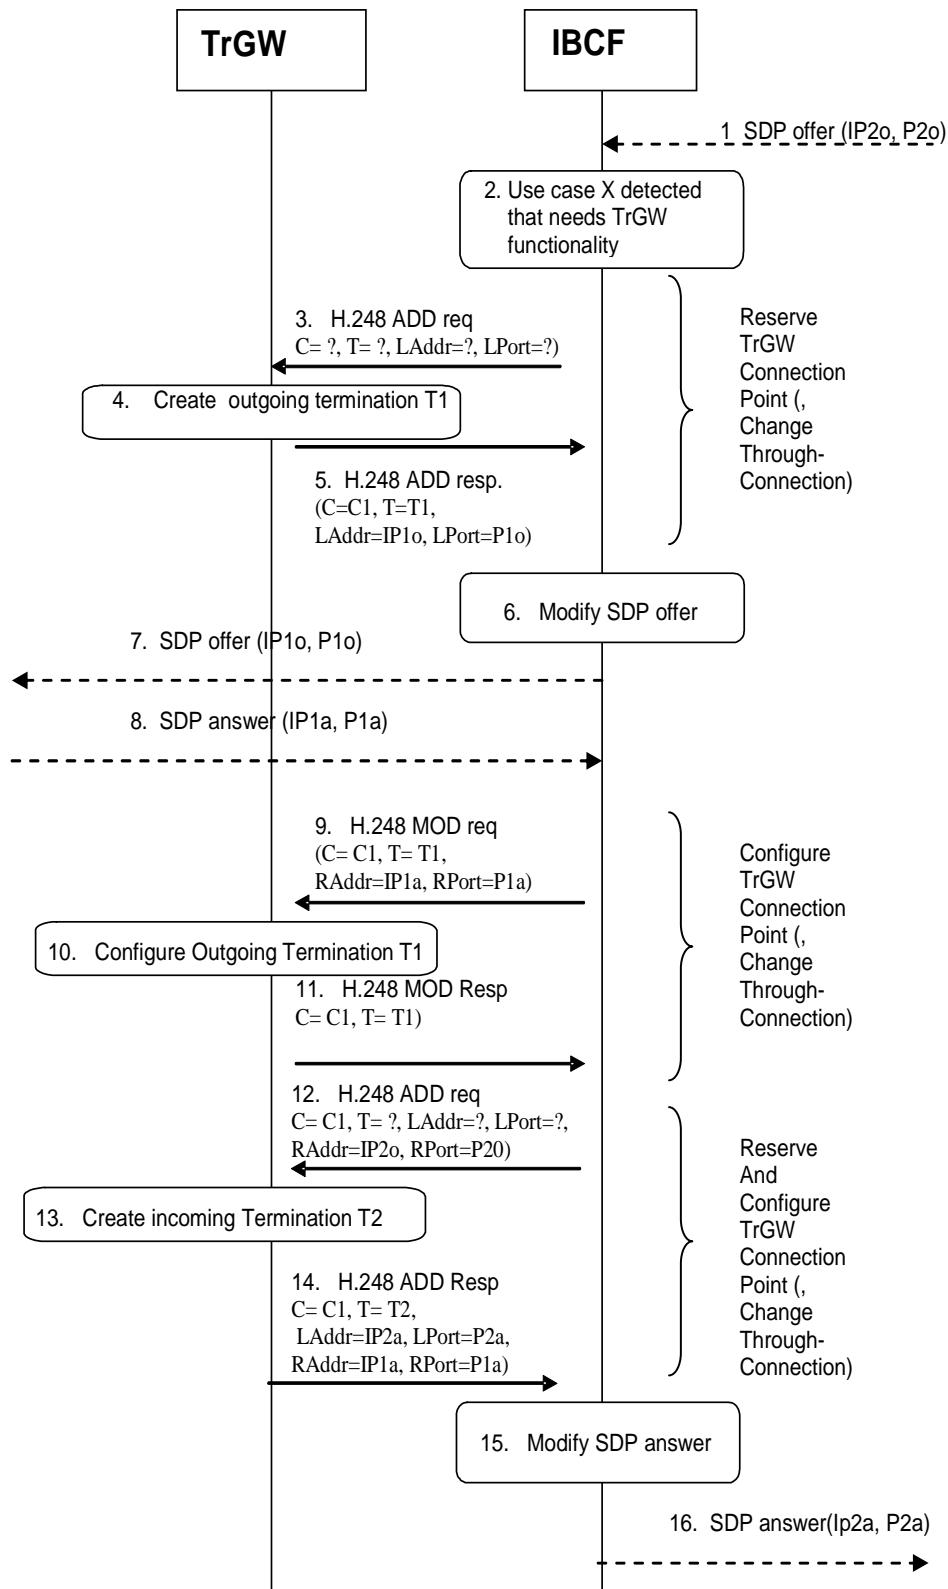 TrGW
IBCF
1 SDP offer (IP2o, P2o)
2. Use case X detected
that needs TrGW
functionality
3. H.248 ADD req
C= ?, T= ?, LAddr=?, LPort=?)
Reserve
TrGW
Connection
Point (,
Change
Through-
Connection)
4. Create outgoing termination T1
5. H.248 ADD resp.
(C=C1, T=T1,
LAddr=IP1o, LPort=P1o)
6. Modify SDP offer
7. SDP offer (IP1o, P1o)
8. SDP answer (IP1a, P1a)
9. H.248 MOD req
(C= C1, T= T1,
RAddr=IP1a, RPort=P1a)
Configure
TrGW
Connection
Point (,
Change
Through-
Connection)
10. Configure Outgoing Termination T1
11. H.248 MOD Resp
C= C1, T= T1)
12. H.248 ADD req
C= C1, T= ?, LAddr=?, LPort=?,
RAddr=IP2o, RPort=P20)
Reserve
And
Configure
TrGW
Connection
Point (,
Change
Through-
Connection)
13. Create incoming Termination T2
14. H.248 ADD Resp
C= C1, T= T2,
LAddr=IP2a, LPort=P2a,
RAddr=IP1a, RPort=P1a)
15. Modify SDP answer
16. SDP answer(Ip2a, P2a)